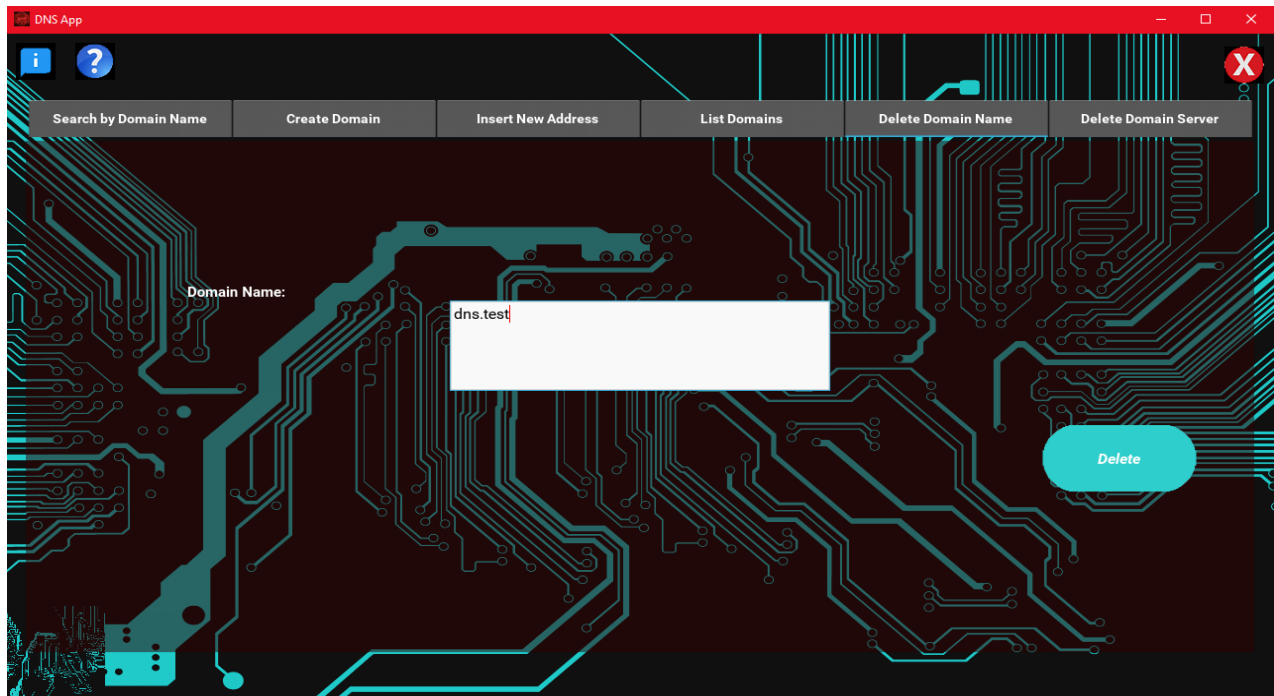 DNS App
i
?
X
Search by Domain Name
Create Domain
Insert New Address
List Domains
Delete Domain Name
Delete Domain Server
Domain Name:
dns.test
Delete